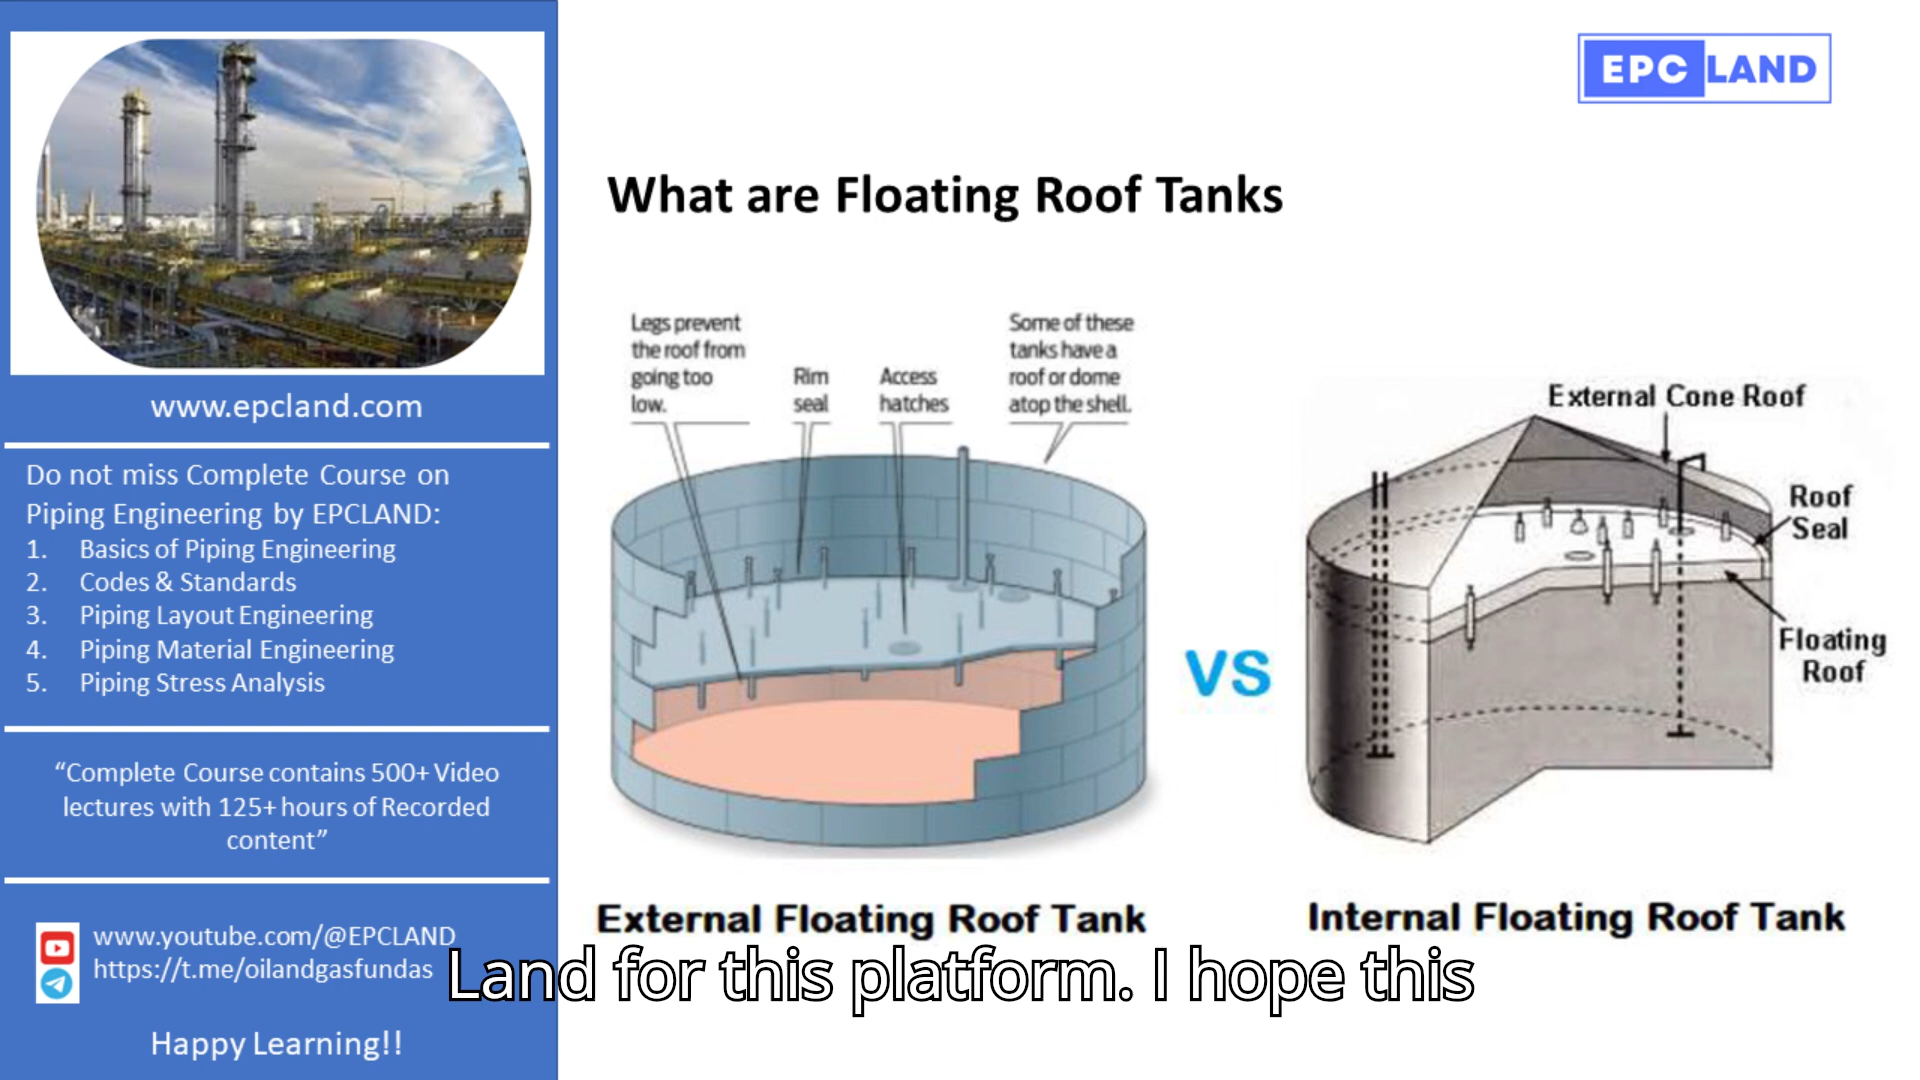 EPC LAND
www.epcland.com
Do not miss Complete Course on
Piping Engineering by EPCLAND:
1. Basics of Piping Engineering
2. Codes & Standards
3. Piping Layout Engineering
4. Piping Material Engineering
5. Piping Stress Analysis
“Complete Course contains 500+ Video
lectures with 125+ hours of Recorded
content”
www.youtube.com/@EPCLAND
https://t.me/oilandgasfundas
Happy Learning!!
What are Floating Roof Tanks
Legs prevent
the roof from
going too
low.
Rim
seal
Access
hatches
Some of these
tanks have a
roof or dome
atop the shell.
External Floating Roof Tank
VS
External Cone Roof
Roof
Seal
Floating
Roof
Internal Floating Roof Tank
Land for this platform. I hope this